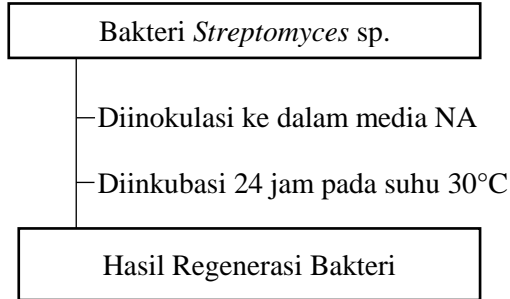 Bakteri Streptomyces sp.
Diinokulasi ke dalam media NA
Diinkubasi 24 jam pada suhu 30°C
Hasil Regenerasi Bakteri